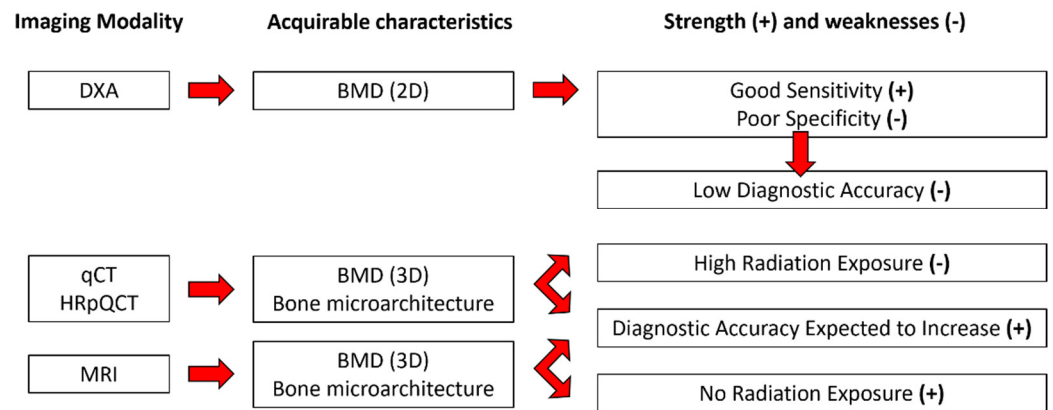 Imaging Modality
Acquirable characteristics
Strength (+) and weaknesses (-)
DXA
BMD (2D)
Good Sensitivity (+)
Poor Specificity (-)
Low Diagnostic Accuracy (-)
qCT
HRpQCT
BMD (3D)
Bone microarchitecture
High Radiation Exposure (-)
Diagnostic Accuracy Expected to Increase (+)
MRI
BMD (3D)
Bone microarchitecture
No Radiation Exposure (+)